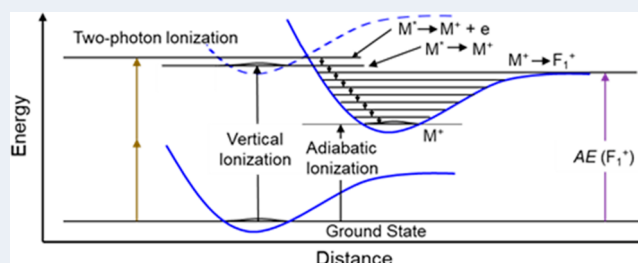 M*→M⁺ + e
Two-photon Ionization
M*→M⁺
M⁺→F₁⁺
Energy
Vertical
Ionization
Adiabatic
Ionization
M⁺
AE (F₁⁺)
Ground State
Distance